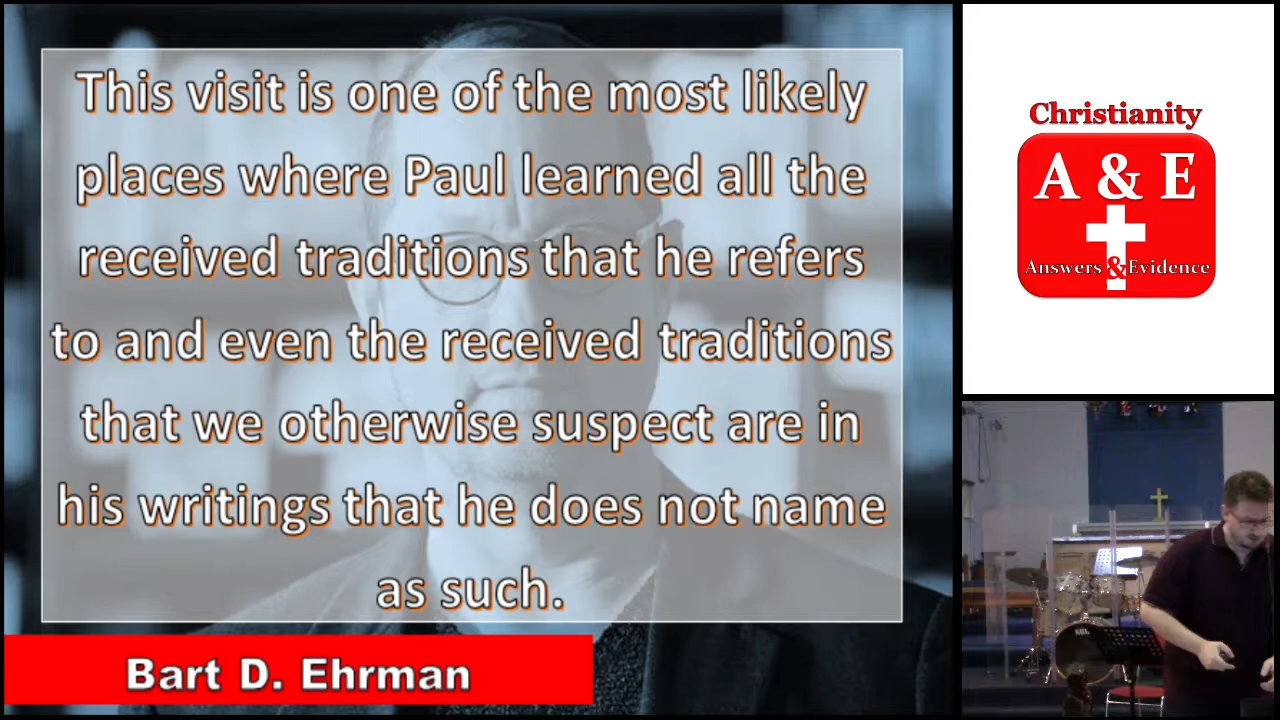 This visit is one of the most likely
places where Paul learned all the
received traditions that he refers
to and even the received traditions
that we otherwise suspect are in
his writings that he does not name
as such.
Bart D. Ehrman
Christianity
A & E
Answers & Evidence